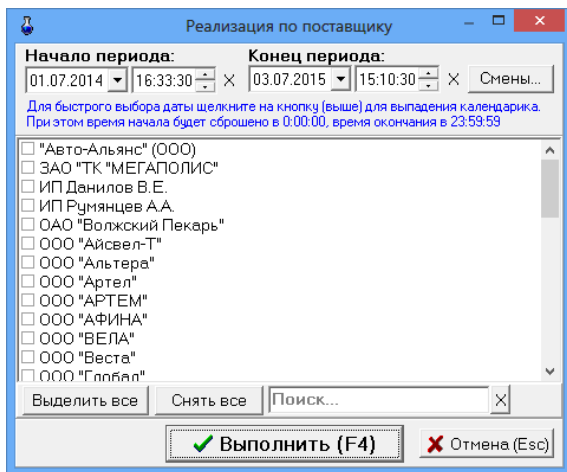 Реализация по поставщику
Начало периода: Конец периода:
01.07.2014 16:33:30 X 03.07.2015 15:10:30 X Смены...
Для быстрого выбора даты щелкните на кнопку (выше) для выпадения календарика.
При этом время начала будет сброшено в 0:00:00, время окончания в 23:59:59
"Авто-Альянс" (ООО)
ЗАО "ТК "МЕГАПОЛИС"
ИП Данилов В.Е.
ИП Румянцев А.А.
ОАО "Волжский Пекарь"
ООО "Айсвел-Т"
ООО "Альтера"
ООО "Артел"
ООО "АРТЕМ"
ООО "АФИНА"
ООО "ВЕЛА"
ООО "Веста"
ООО "Глобал"
Выделить все Снять все Поиск... X
Выполнить (F4) Отмена (Esc)